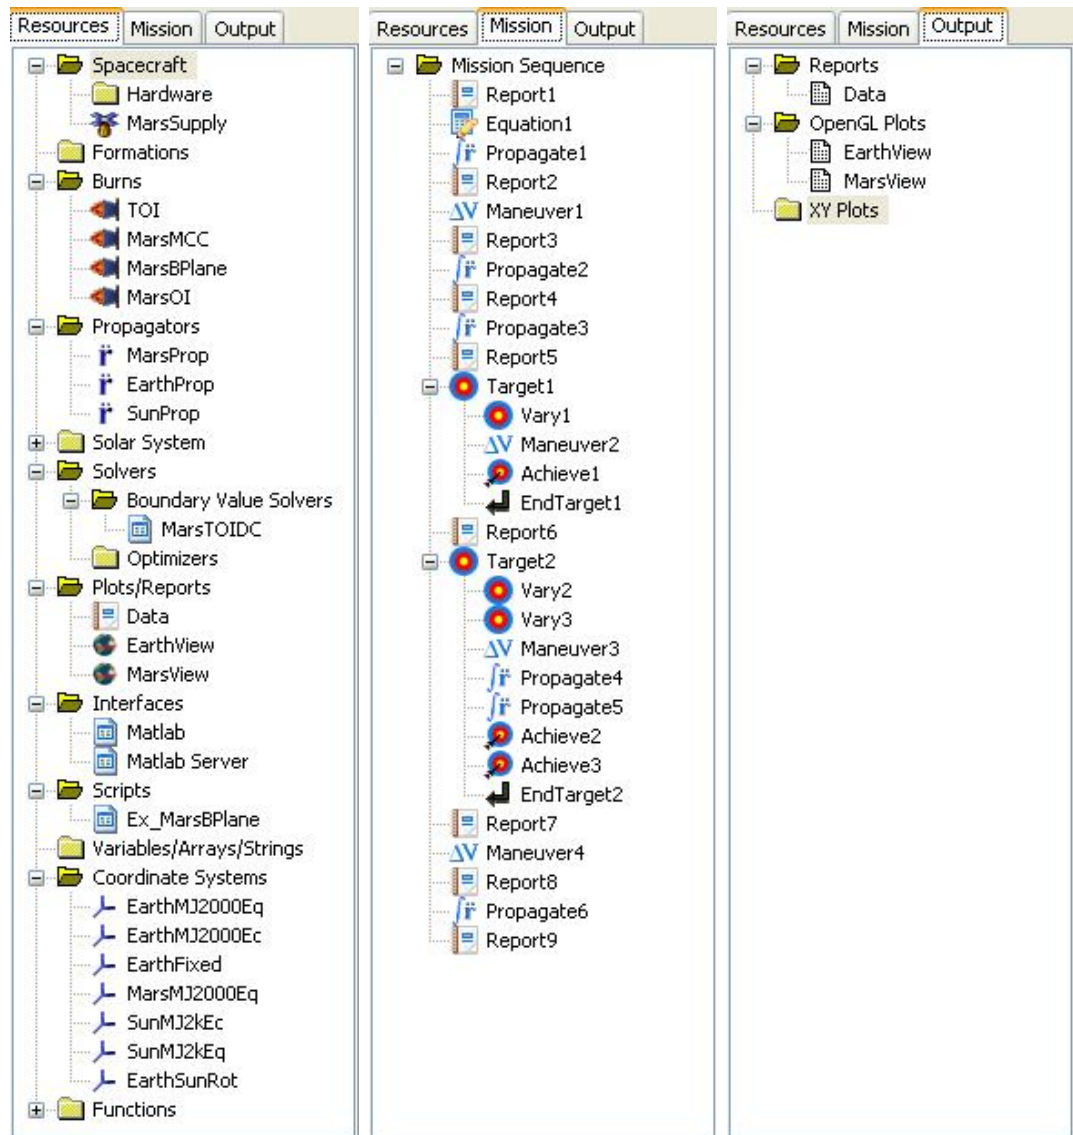 Resources Mission Output
Spacecraft
Hardware
MarsSupply
Formations
Burns
TOI
MarsMCC
MarsBPlane
MarsOI
Propagators
MarsProp
EarthProp
SunProp
Solar System
Solvers
Boundary Value Solvers
MarsTOIDC
Optimizers
Plots/Reports
Data
EarthView
MarsView
Interfaces
Matlab
Matlab Server
Scripts
Ex_MarsBPlane
Variables/Arrays/Strings
Coordinate Systems
EarthMJ2000Eq
EarthMJ2000Ec
EarthFixed
MarsMJ2000Eq
SunMJ2kEc
SunMJ2kEq
EarthSunRot
Functions
Resources Mission Output
Mission Sequence
Report1
Equation1
Propagate1
Report2
ΔV Maneuver1
Report3
Propagate2
Report4
Propagate3
Report5
Target1
Vary1
ΔV Maneuver2
Achieve1
EndTarget1
Report6
Target2
Vary2
Vary3
ΔV Maneuver3
Propagate4
Propagate5
Achieve2
Achieve3
EndTarget2
Report7
ΔV Maneuver4
Report8
Propagate6
Report9
Resources Mission Output
Reports
Data
OpenGL Plots
EarthView
MarsView
XY Plots